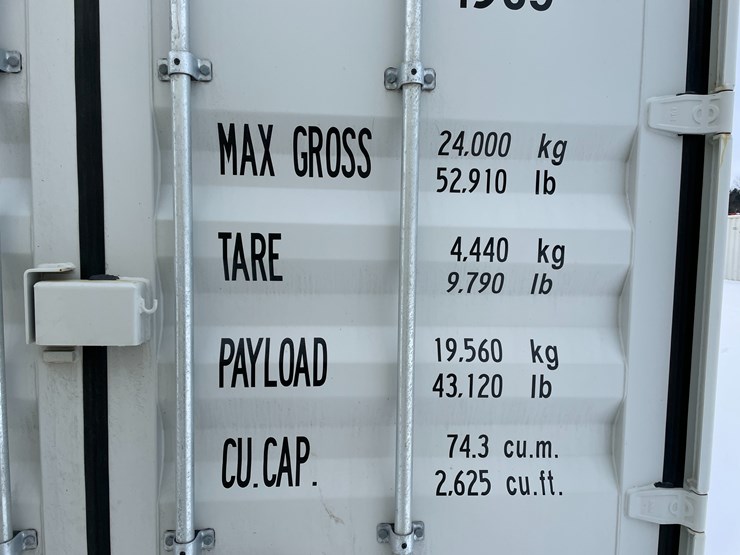 MAX GROSS 24,000 kg
52,910 lb
TARE 4,440 kg
9,790 lb
PAYLOAD 19,560 kg
43,120 lb
CU.CAP. 74.3 cu.m.
2,625 cu.ft.